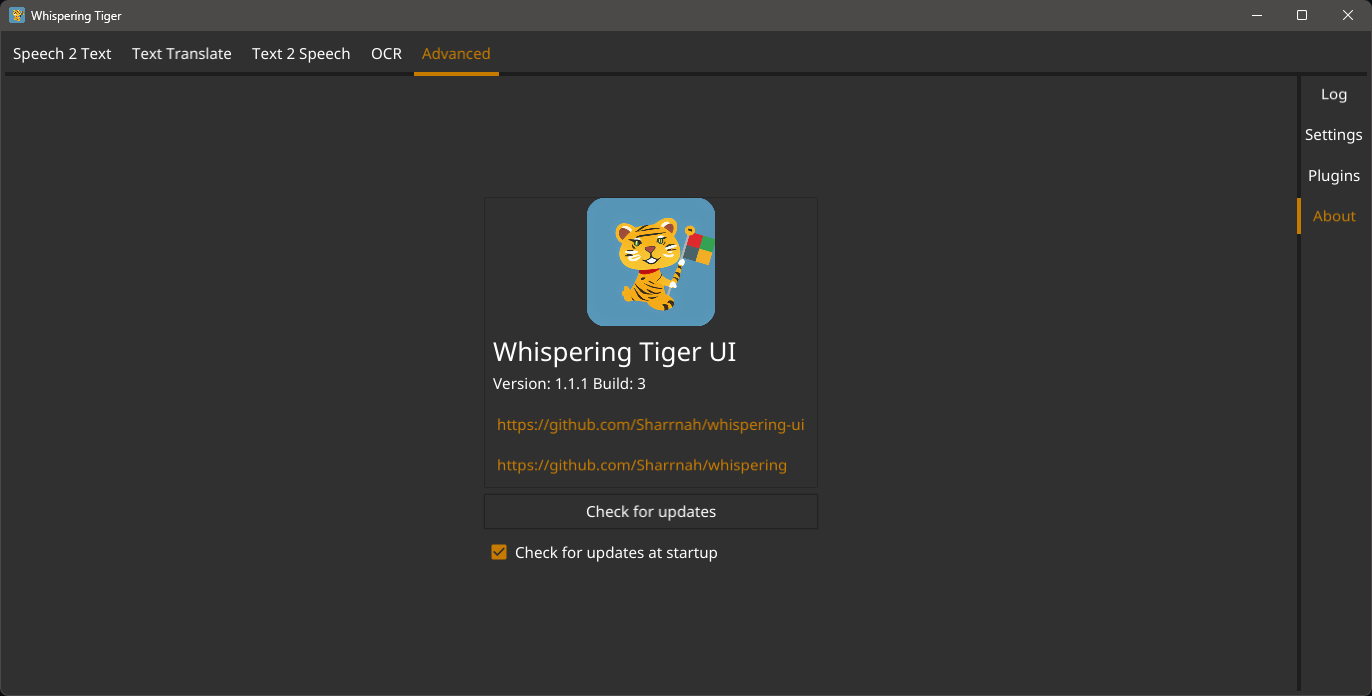 Whispering Tiger
Speech 2 Text Text Translate Text 2 Speech OCR Advanced
Log
Settings
Plugins
About
Whispering Tiger UI
Version: 1.1.1 Build: 3
https://github.com/Sharrnah/whispering-ui
https://github.com/Sharrnah/whispering
Check for updates
Check for updates at startup